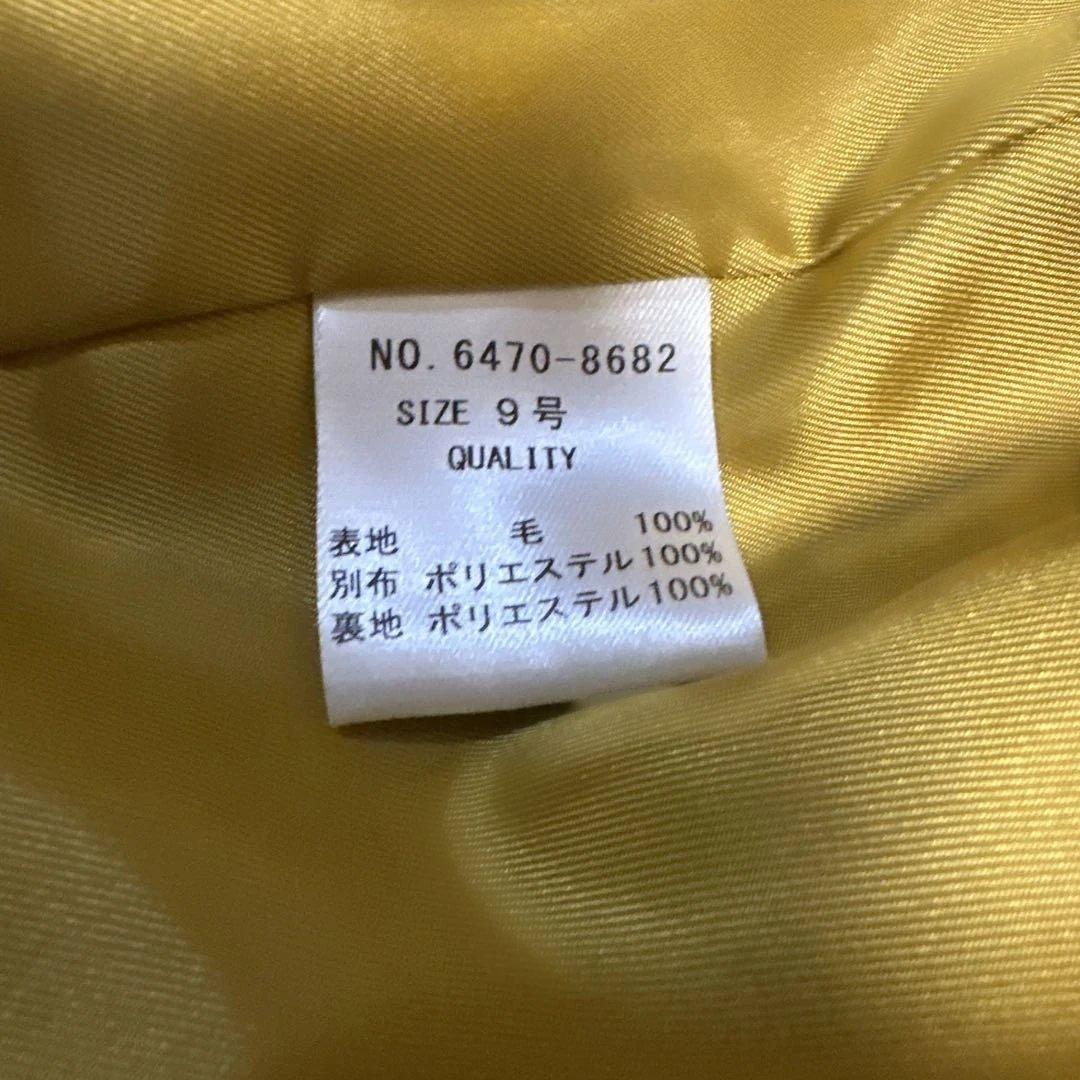 NO. 6470-8682
SIZE 9号
QUALITY
表地 毛 100%
別布 ポリエステル100%
裏地 ポリエステル100%